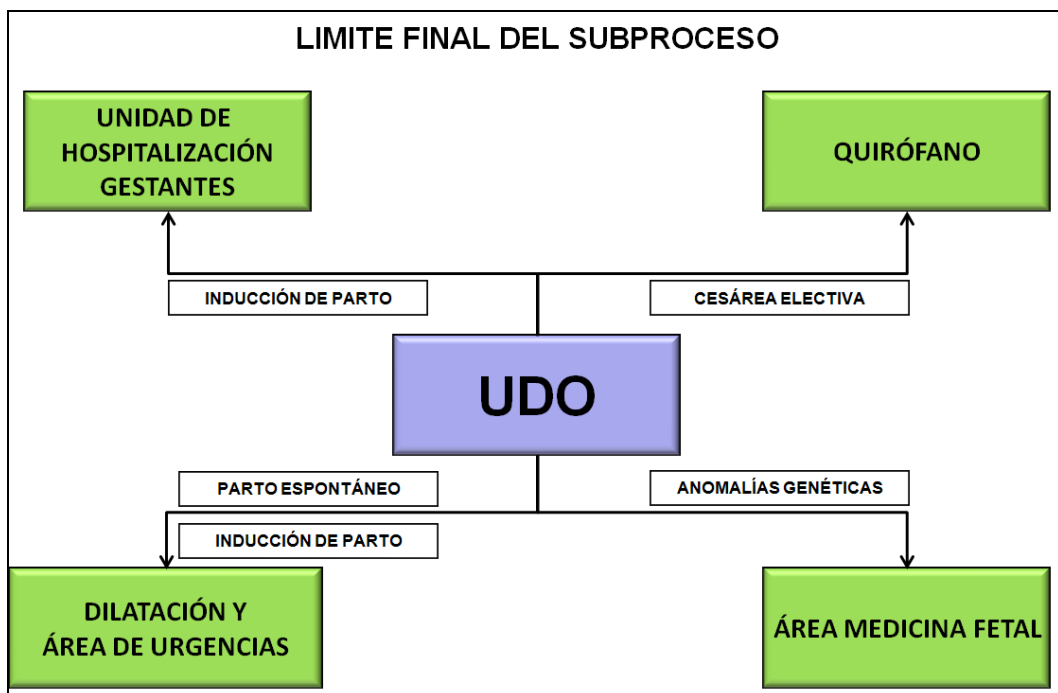 LIMITE FINAL DEL SUBPROCESO
UNIDAD DE
HOSPITALIZACIÓN
GESTANTES
QUIRÓFANO
INDUCCIÓN DE PARTO
CESÁREA ELECTIVA
UDO
PARTO ESPONTÁNEO
ANOMALÍAS GENÉTICAS
INDUCCIÓN DE PARTO
DILATACIÓN Y
ÁREA DE URGENCIAS
ÁREA MEDICINA FETAL